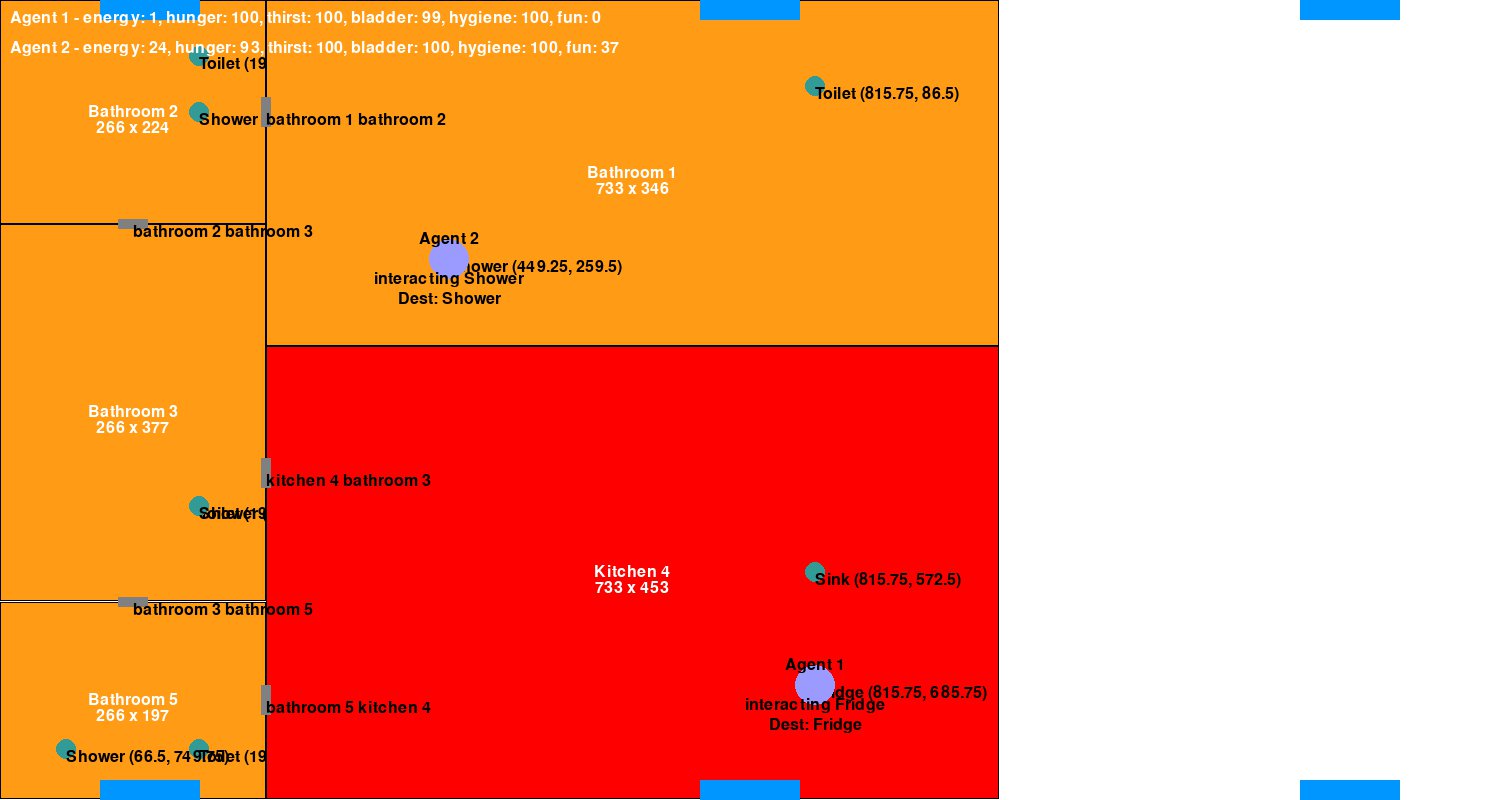 Agent 1 - energy: 1, hunger: 100, thirst: 100, bladder: 99, hygiene: 100, fun: 0
Agent 2 - energy: 24, hunger: 93, thirst: 100, bladder: 100, hygiene: 100, fun: 37
Toilet (19
Toilet (815.75, 86.5)
Bathroom 2
266 x 224
Shower
bathroom 1 bathroom 2
Bathroom 1
733 x 346
bathroom 2 bathroom 3
Agent 2
ower (449.25, 259.5)
interacting Shower
Dest: Shower
Bathroom 3
266 x 377
kitchen 4 bathroom 3
(19
Kitchen 4
733 x 453
Sink (815.75, 572.5)
bathroom 3 bathroom 5
Agent 1
dge (815.75, 685.75)
interacting Fridge
Dest: Fridge
Bathroom 5
266 x 197
bathroom 5 kitchen 4
Shower (66.5, 749.75)
Toilet (19